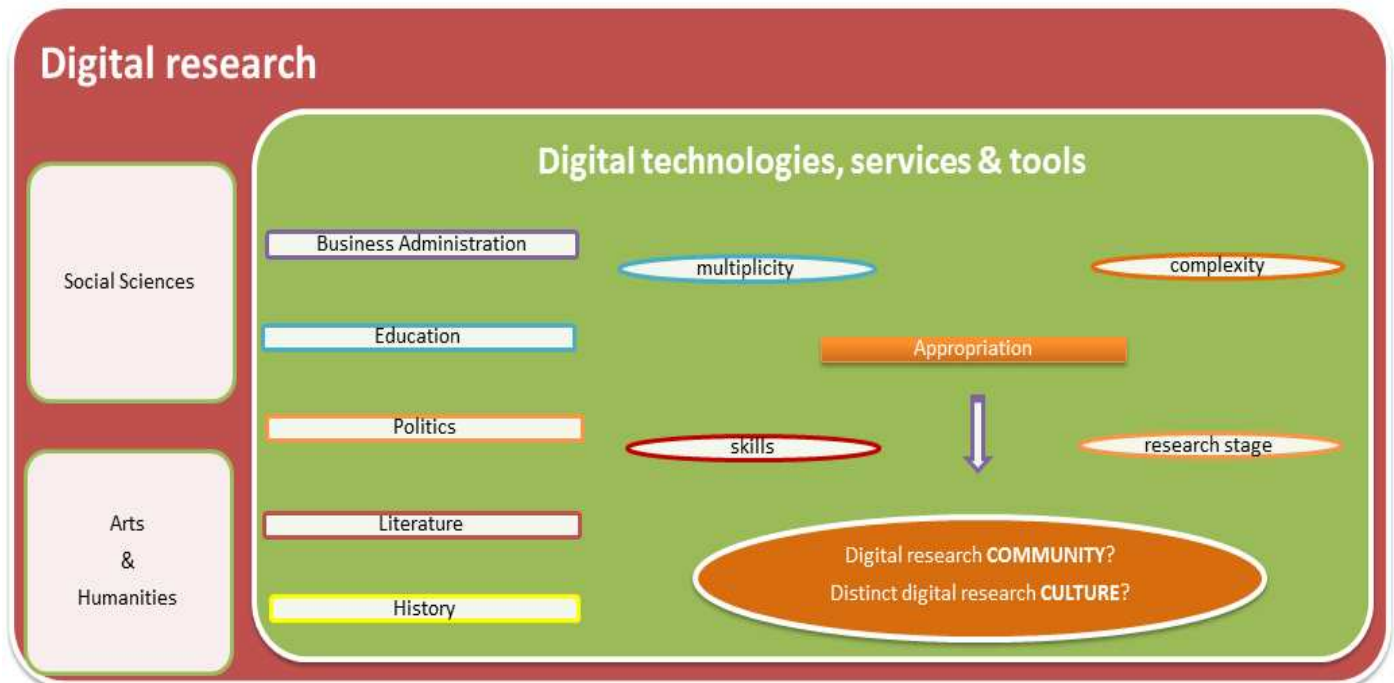 Digital research
Digital technologies, services & tools
Social Sciences
Arts
&
Humanities
Business Administration
Education
Politics
Literature
History
multiplicity
complexity
Appropriation
skills
research stage
Digital research COMMUNITY?
Distinct digital research CULTURE?